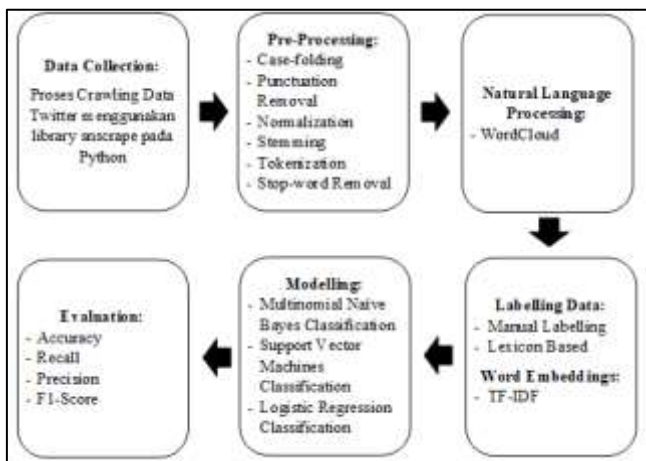 Data Collection:
Proses Crawling Data
Twitter menggunakan
library snscrape pada
Python
Pre-Processing:
- Case-folding
- Punctuation
Removal
- Normalization
- Stemming
- Tokenization
- Stop-word Removal
Natural Language
Processing:
- WordCloud
Labelling Data:
- Manual Labelling
- Lexicon Based
Word Embeddings:
- TF-IDF
Modelling:
- Multinomial Naïve
Bayes Classification
- Support Vector
Machines
Classification
- Logistic Regression
Classification
Evaluation:
- Accuracy
- Recall
- Precision
- F1-Score